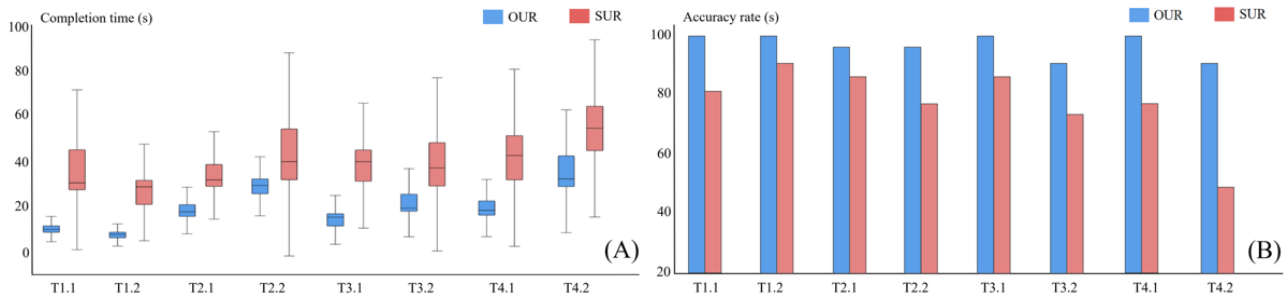 Completion time (s)
OUR
SUR
100
80
60
40
20
0
T1.1
T1.2
T2.1
T2.2
T3.1
T3.2
T4.1
T4.2
(A)
Accuracy rate (s)
OUR
SUR
100
80
60
40
20
T1.1
T1.2
T2.1
T2.2
T3.1
T3.2
T4.1
T4.2
(B)